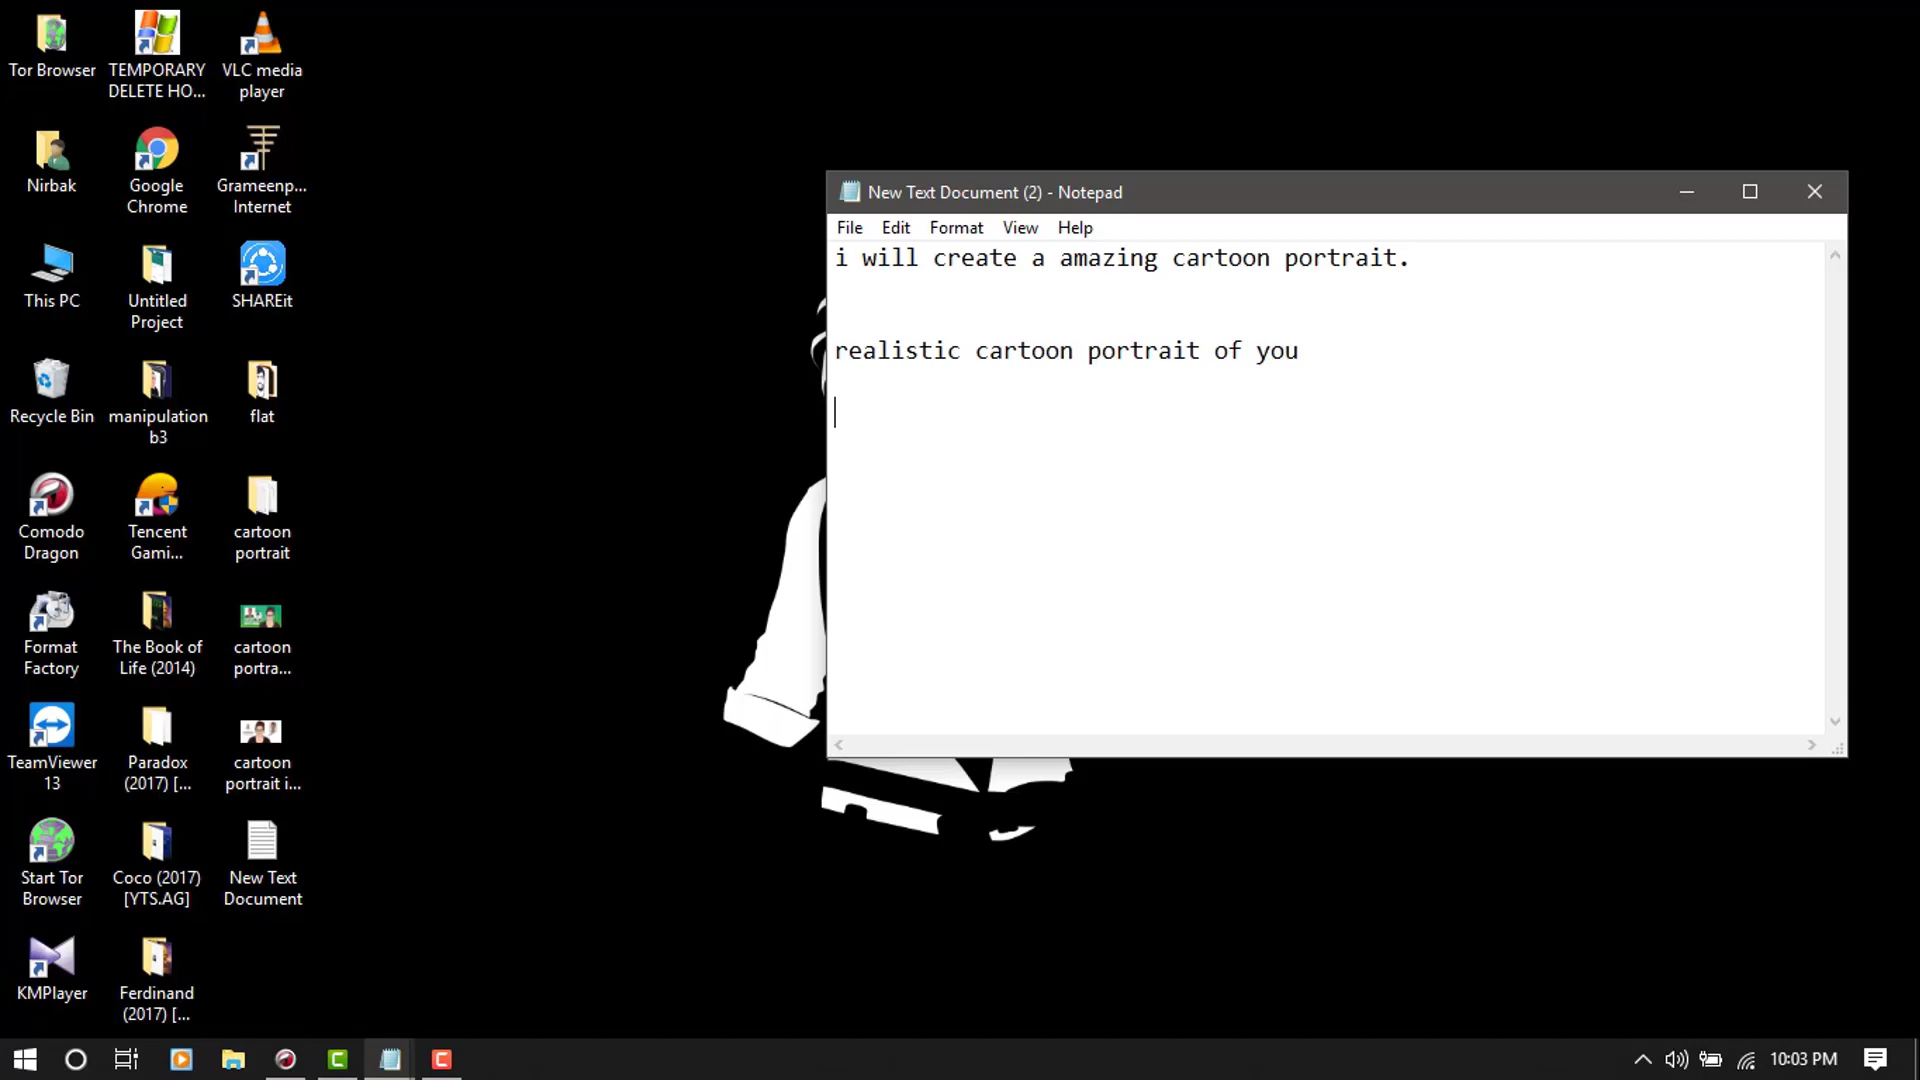 Tor Browser
TEMPORARY
DELETE HO...
VLC media
player
Nirbak
Google
Chrome
Grameenp...
Internet
This PC
Untitled
Project
SHAREit
Recycle Bin
manipulation
b3
flat
Comodo
Dragon
Tencent
Gami...
cartoon
portrait
Format
Factory
The Book of
Life (2014)
cartoon
portra...
TeamViewer
13
Paradox
(2017) [...
cartoon
portrait i...
Start Tor
Browser
Coco (2017)
[YTS.AG]
New Text
Document
KMPlayer
Ferdinand
(2017) [...
New Text Document (2) - Notepad
File Edit Format View Help
i will create a amazing cartoon portrait.
realistic cartoon portrait of you
10:03 PM